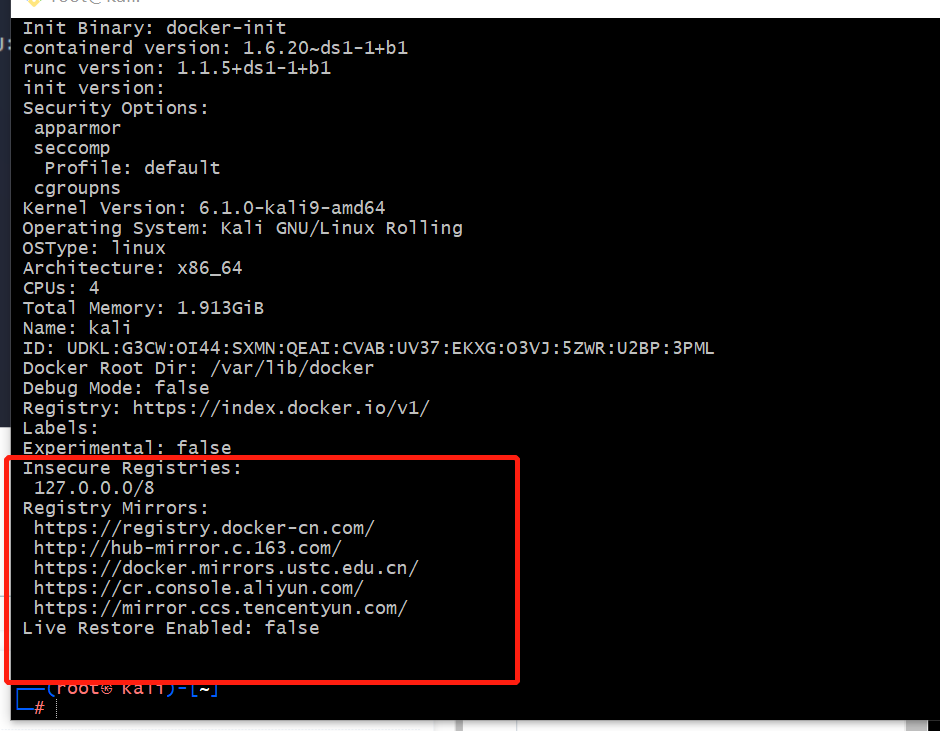 Init Binary: docker-init
containerd version: 1.6.20~ds1-1+b1
runc version: 1.1.5+ds1-1+b1
init version:
Security Options:
 apparmor
 seccomp
  Profile: default
 cgroupns
Kernel Version: 6.1.0-kali9-amd64
Operating System: Kali GNU/Linux Rolling
OSType: linux
Architecture: x86_64
CPUs: 4
Total Memory: 1.913GiB
Name: kali
ID: UDKL:G3CW:OI44:SXMN:QEAI:CVAB:UV37:EKXG:O3VJ:5ZWR:U2BP:3PML
Docker Root Dir: /var/lib/docker
Debug Mode: false
Registry: https://index.docker.io/v1/
Labels:
Experimental: false
Insecure Registries:
 127.0.0.0/8
Registry Mirrors:
 https://registry.docker-cn.com/
 http://hub-mirror.c.163.com/
 https://docker.mirrors.ustc.edu.cn/
 https://cr.console.aliyun.com/
 https://mirror.ccs.tencentyun.com/
Live Restore Enabled: false
┌──(root㉿kali)-[~]
└─#